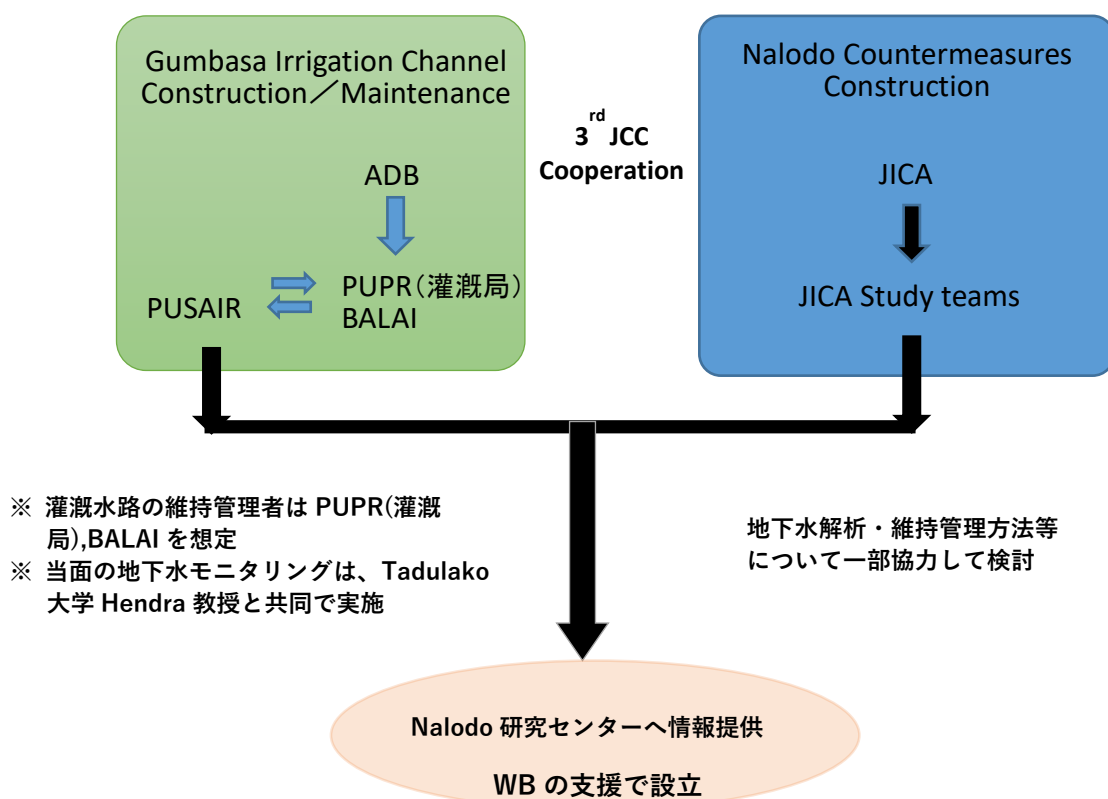 Gumbasa Irrigation Channel
Construction／Maintenance
ADB
PUSAIR
PUPR（灌漑局）
BALAI
3rd JCC
Cooperation
Nalodo Countermeasures
Construction
JICA
JICA Study teams
※ 灌漑水路の維持管理者は PUPR(灌漑
局),BALAI を想定
※ 当面の地下水モニタリングは、Tadulako
大学 Hendra 教授と共同で実施
地下水解析・維持管理方法等
について一部協力して検討
Nalodo 研究センターへ情報提供
WB の支援で設立